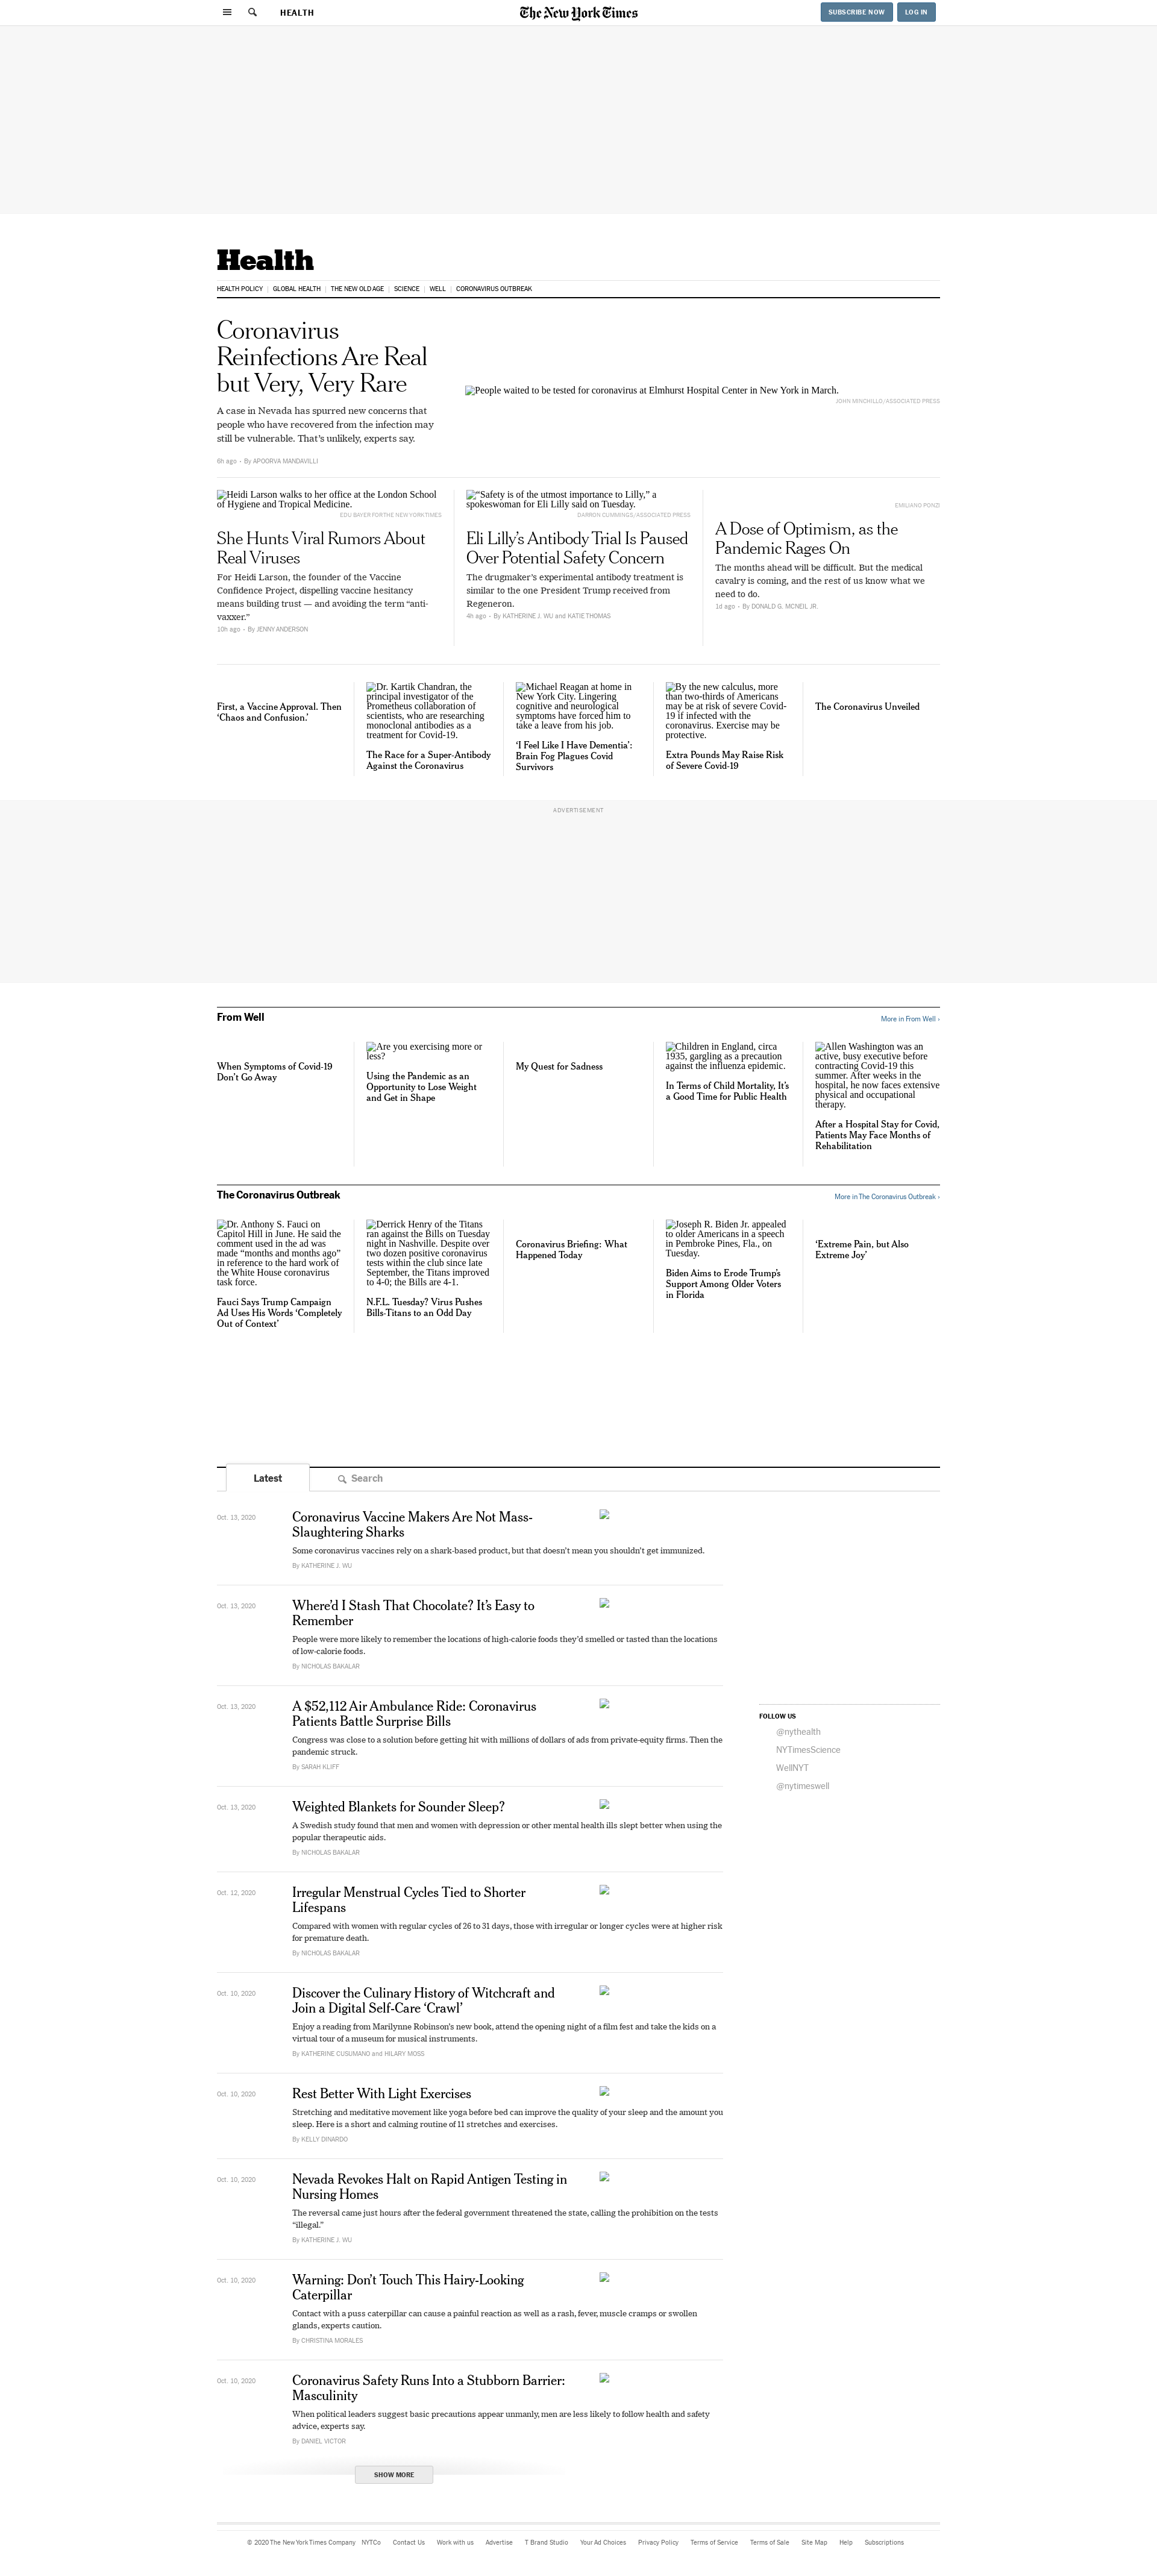 HEALTH
The New York Times
SUBSCRIBE NOW
LOG IN
Health
HEALTH POLICY | GLOBAL HEALTH | THE NEW OLD AGE | SCIENCE | WELL | CORONAVIRUS OUTBREAK
Coronavirus
Reinfections Are Real
but Very, Very Rare
A case in Nevada has spurred new concerns that
people who have recovered from the infection may
still be vulnerable. That’s unlikely, experts say.
6h ago • By APOORVA MANDAVILLI
People waited to be tested for coronavirus at Elmhurst Hospital Center in New York in March.
JOHN MINCHILLO/ASSOCIATED PRESS
Heidi Larson walks to her office at the London School
of Hygiene and Tropical Medicine.
EDU BAYER FOR THE NEW YORK TIMES
She Hunts Viral Rumors About
Real Viruses
For Heidi Larson, the founder of the Vaccine
Confidence Project, dispelling vaccine hesitancy
means building trust — and avoiding the term “anti-
vaxxer.”
10h ago • By JENNY ANDERSON
“Safety is of the utmost importance to Lilly,” a
spokeswoman for Eli Lilly said on Tuesday.
DARRON CUMMINGS/ASSOCIATED PRESS
Eli Lilly’s Antibody Trial Is Paused
Over Potential Safety Concern
The drugmaker’s experimental antibody treatment is
similar to the one President Trump received from
Regeneron.
4h ago • By KATHERINE J. WU and KATIE THOMAS
EMILIANO PONZI
A Dose of Optimism, as the
Pandemic Rages On
The months ahead will be difficult. But the medical
cavalry is coming, and the rest of us know what we
need to do.
1d ago • By DONALD G. MCNEIL JR.
First, a Vaccine Approval. Then
‘Chaos and Confusion.’
Dr. Kartik Chandran, the
principal investigator of the
Prometheus collaboration of
scientists, who are researching
monoclonal antibodies as a
treatment for Covid-19.
The Race for a Super-Antibody
Against the Coronavirus
Michael Reagan at home in
New York City. Lingering
cognitive and neurological
symptoms have forced him to
take a leave from his job.
‘I Feel Like I Have Dementia’:
Brain Fog Plagues Covid
Survivors
By the new calculus, more
than two-thirds of Americans
may be at risk of severe Covid-
19 if infected with the
coronavirus. Exercise may be
protective.
Extra Pounds May Raise Risk
of Severe Covid-19
The Coronavirus Unveiled
ADVERTISEMENT
From Well
More in From Well ›
When Symptoms of Covid-19
Don’t Go Away
Are you exercising more or
less?
Using the Pandemic as an
Opportunity to Lose Weight
and Get in Shape
My Quest for Sadness
Children in England, circa
1935, gargling as a precaution
against the influenza epidemic.
In Terms of Child Mortality, It’s
a Good Time for Public Health
Allen Washington was an
active, busy executive before
contracting Covid-19 this
summer. After weeks in the
hospital, he now faces extensive
physical and occupational
therapy.
After a Hospital Stay for Covid,
Patients May Face Months of
Rehabilitation
The Coronavirus Outbreak
More in The Coronavirus Outbreak ›
Dr. Anthony S. Fauci on
Capitol Hill in June. He said the
comment used in the ad was
made “months and months ago”
in reference to the hard work of
the White House coronavirus
task force.
Fauci Says Trump Campaign
Ad Uses His Words ‘Completely
Out of Context’
Derrick Henry of the Titans
ran against the Bills on Tuesday
night in Nashville. Despite over
two dozen positive coronavirus
tests within the club since late
September, the Titans improved
to 4-0; the Bills are 4-1.
N.F.L. Tuesday? Virus Pushes
Bills-Titans to an Odd Day
Coronavirus Briefing: What
Happened Today
Joseph R. Biden Jr. appealed
to older Americans in a speech
in Pembroke Pines, Fla., on
Tuesday.
Biden Aims to Erode Trump’s
Support Among Older Voters
in Florida
‘Extreme Pain, but Also
Extreme Joy’
Latest
Search
Oct. 13, 2020
Coronavirus Vaccine Makers Are Not Mass-
Slaughtering Sharks
Some coronavirus vaccines rely on a shark-based product, but that doesn’t mean you shouldn’t get immunized.
By KATHERINE J. WU
Oct. 13, 2020
Where’d I Stash That Chocolate? It’s Easy to
Remember
People were more likely to remember the locations of high-calorie foods they’d smelled or tasted than the locations
of low-calorie foods.
By NICHOLAS BAKALAR
Oct. 13, 2020
A $52,112 Air Ambulance Ride: Coronavirus
Patients Battle Surprise Bills
Congress was close to a solution before getting hit with millions of dollars of ads from private-equity firms. Then the
pandemic struck.
By SARAH KLIFF
Oct. 13, 2020
Weighted Blankets for Sounder Sleep?
A Swedish study found that men and women with depression or other mental health ills slept better when using the
popular therapeutic aids.
By NICHOLAS BAKALAR
Oct. 12, 2020
Irregular Menstrual Cycles Tied to Shorter
Lifespans
Compared with women with regular cycles of 26 to 31 days, those with irregular or longer cycles were at higher risk
for premature death.
By NICHOLAS BAKALAR
Oct. 10, 2020
Discover the Culinary History of Witchcraft and
Join a Digital Self-Care ‘Crawl’
Enjoy a reading from Marilynne Robinson’s new book, attend the opening night of a film fest and take the kids on a
virtual tour of a museum for musical instruments.
By KATHERINE CUSUMANO and HILARY MOSS
Oct. 10, 2020
Rest Better With Light Exercises
Stretching and meditative movement like yoga before bed can improve the quality of your sleep and the amount you
sleep. Here is a short and calming routine of 11 stretches and exercises.
By KELLY DINARDO
Oct. 10, 2020
Nevada Revokes Halt on Rapid Antigen Testing in
Nursing Homes
The reversal came just hours after the federal government threatened the state, calling the prohibition on the tests
“illegal.”
By KATHERINE J. WU
Oct. 10, 2020
Warning: Don’t Touch This Hairy-Looking
Caterpillar
Contact with a puss caterpillar can cause a painful reaction as well as a rash, fever, muscle cramps or swollen
glands, experts caution.
By CHRISTINA MORALES
Oct. 10, 2020
Coronavirus Safety Runs Into a Stubborn Barrier:
Masculinity
When political leaders suggest basic precautions appear unmanly, men are less likely to follow health and safety
advice, experts say.
By DANIEL VICTOR
SHOW MORE
FOLLOW US
@nythealth
NYTimesScience
WellNYT
@nytimeswell
© 2020 The New York Times Company NYTCo Contact Us Work with us Advertise T Brand Studio Your Ad Choices Privacy Policy Terms of Service Terms of Sale Site Map Help Subscriptions